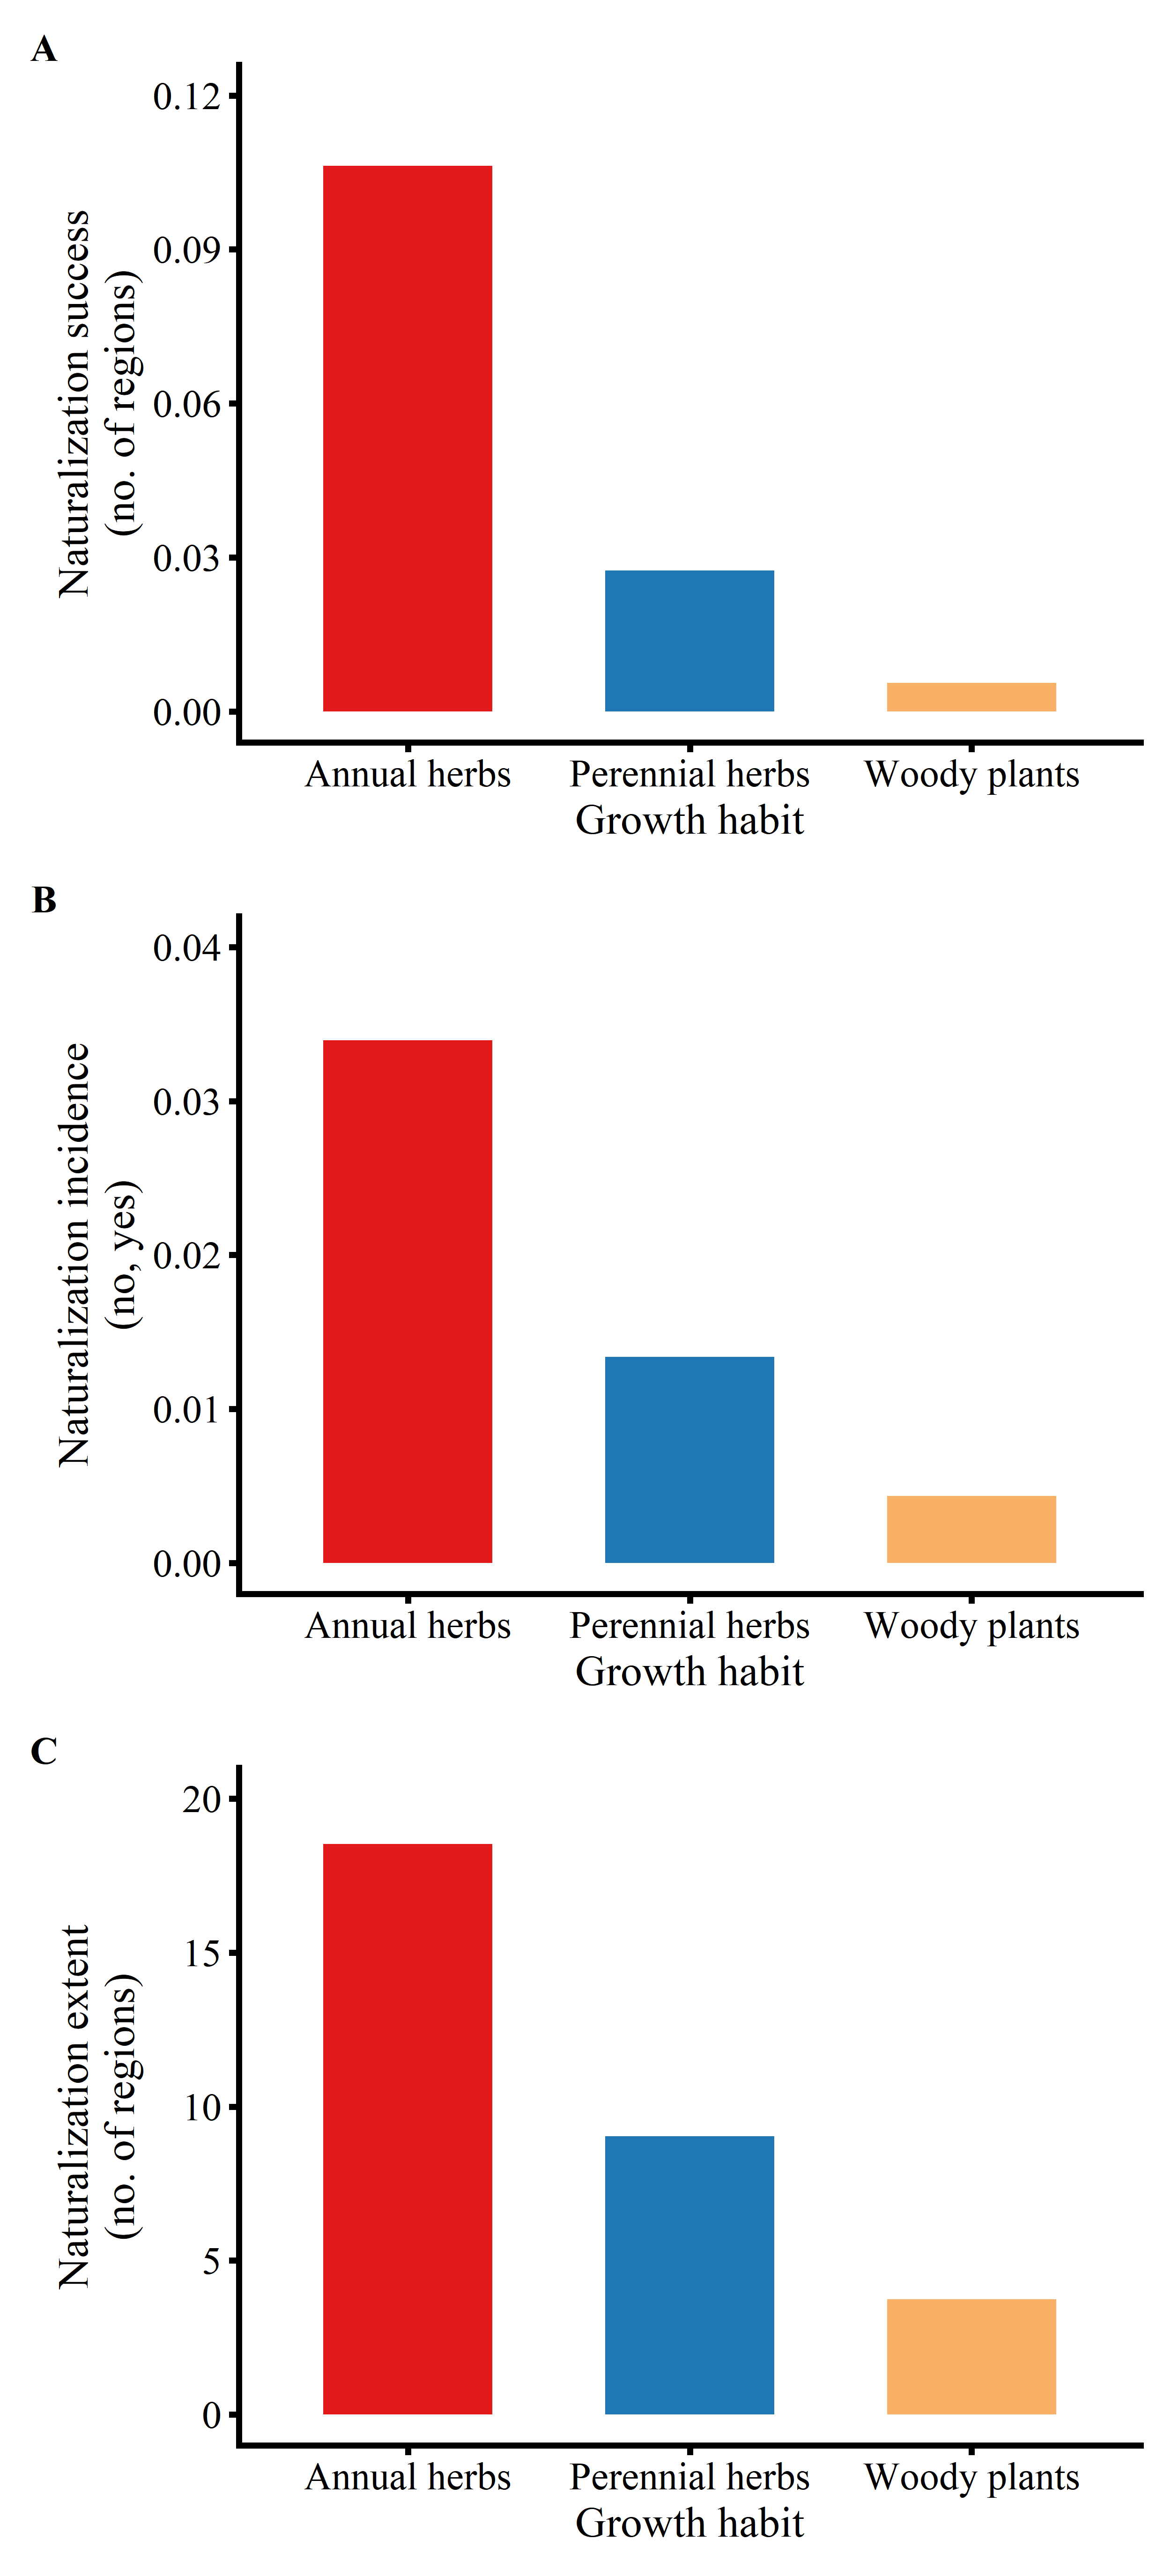 A
0.12
0.09
0.06
0.03
0.00
Naturalization success
(no. of regions)
Annual herbs Perennial herbs Woody plants
Growth habit
B
0.04
0.03
0.02
0.01
0.00
Naturalization incidence
(no, yes)
Annual herbs Perennial herbs Woody plants
Growth habit
C
20
15
10
5
0
Naturalization extent
(no. of regions)
Annual herbs Perennial herbs Woody plants
Growth habit